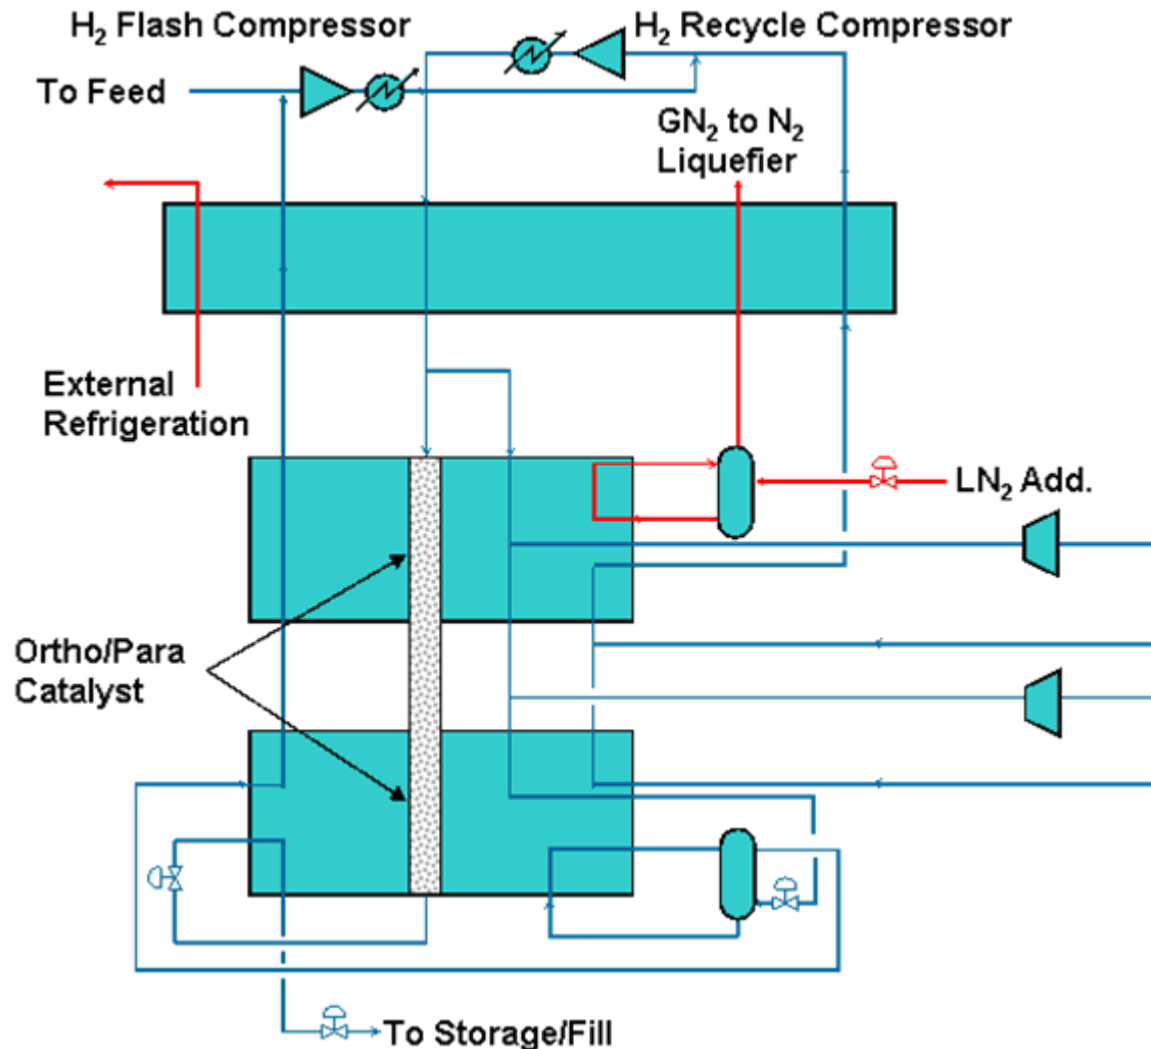 H₂ Flash Compressor
H₂ Recycle Compressor
To Feed
GN₂ to N₂
Liquefier
External
Refrigeration
LN₂ Add.
Ortho/Para
Catalyst
To Storage/Fill